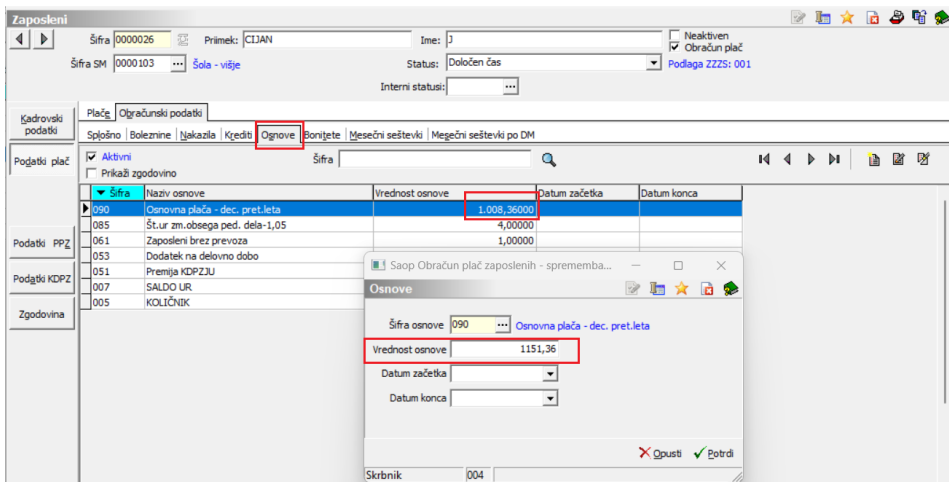 Zaposleni
Šifra 0000026 Priimek: CIJAN Ime: J Neaktiven
Obračun plač
Šifra SM 0000103 ... Šola - višje Status: Določen čas Podlaga ZZZS: 001
Interni statusi: ...
Kadrovski podatki
Podatki plač
Podatki PPZ
Podatki KDPZ
Zgodovina
Plače Obračunski podatki
Splošno Boleznine Nakazila Krediti Osnove Bonitete Mesečni seštevki Mesečni seštevki po DM
Aktivni Šifra
Prikaži zgodovino
Šifra Naziv osnove Vrednost osnove Datum začetka Datum konca
090 Osnovna plača - dec. pret.leta 1.008,36000
085 Št.ur zm.obsega ped. dela-1,05 4,00000
061 Zaposleni brez prevoza 1,00000
053 Dodatek na delovno dobo
051 Premija KDPZJU
007 SALDO UR
005 KOLIČNIK
Saop Obračun plač zaposlenih - sprememba...
Osnove
Šifra osnove 090 ... Osnovna plača - dec. pret.leta
Vrednost osnove 1151,36
Datum začetka
Datum konca
Opusti Potrdi
Skrbnik 004